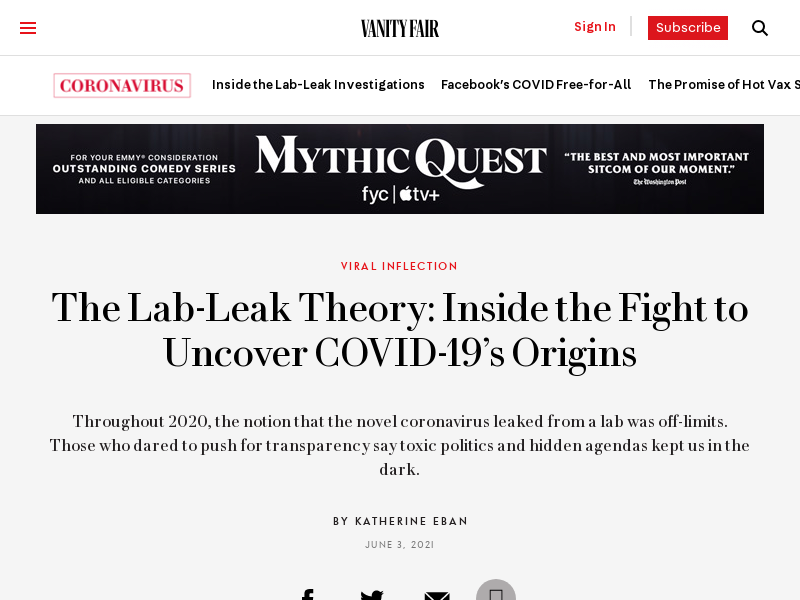 VANITY FAIR
Sign In
Subscribe
CORONAVIRUS
Inside the Lab-Leak Investigations
Facebook's COVID Free-for-All
The Promise of Hot Vax S
FOR YOUR EMMY® CONSIDERATION
OUTSTANDING COMEDY SERIES
AND ALL ELIGIBLE CATEGORIES
MYTHIC QUEST
fyc | tv+
"THE BEST AND MOST IMPORTANT
SITCOM OF OUR MOMENT."
The Washington Post
VIRAL INFLECTION
The Lab-Leak Theory: Inside the Fight to
Uncover COVID-19's Origins
Throughout 2020, the notion that the novel coronavirus leaked from a lab was off-limits.
Those who dared to push for transparency say toxic politics and hidden agendas kept us in the
dark.
BY KATHERINE EBAN
JUNE 3, 2021